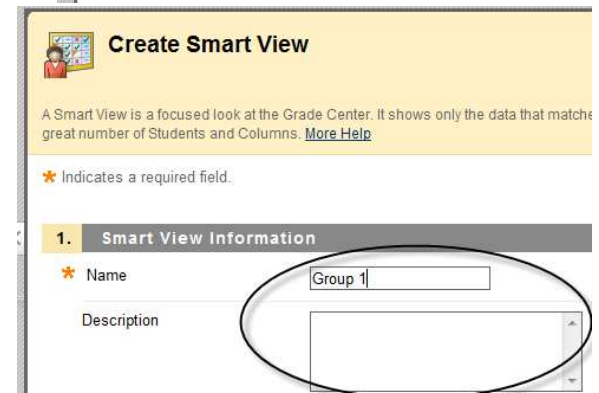 Create Smart View
A Smart View is a focused look at the Grade Center. It shows only the data that matche
great number of Students and Columns. More Help
* Indicates a required field.
1. Smart View Information
* Name Group 1
Description